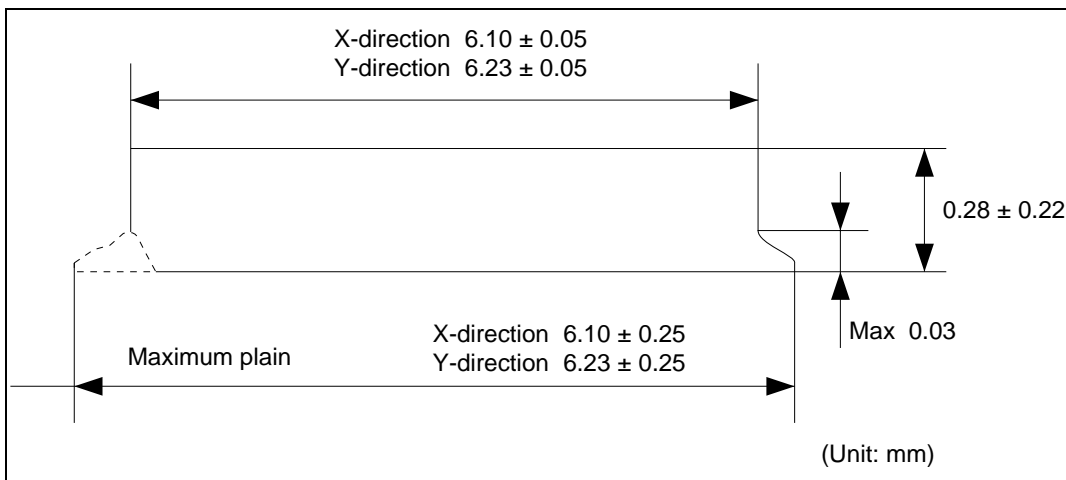 X-direction 6.10 ± 0.05
Y-direction 6.23 ± 0.05
0.28 ± 0.22
Max 0.03
X-direction 6.10 ± 0.25
Y-direction 6.23 ± 0.25
Maximum plain
(Unit: mm)